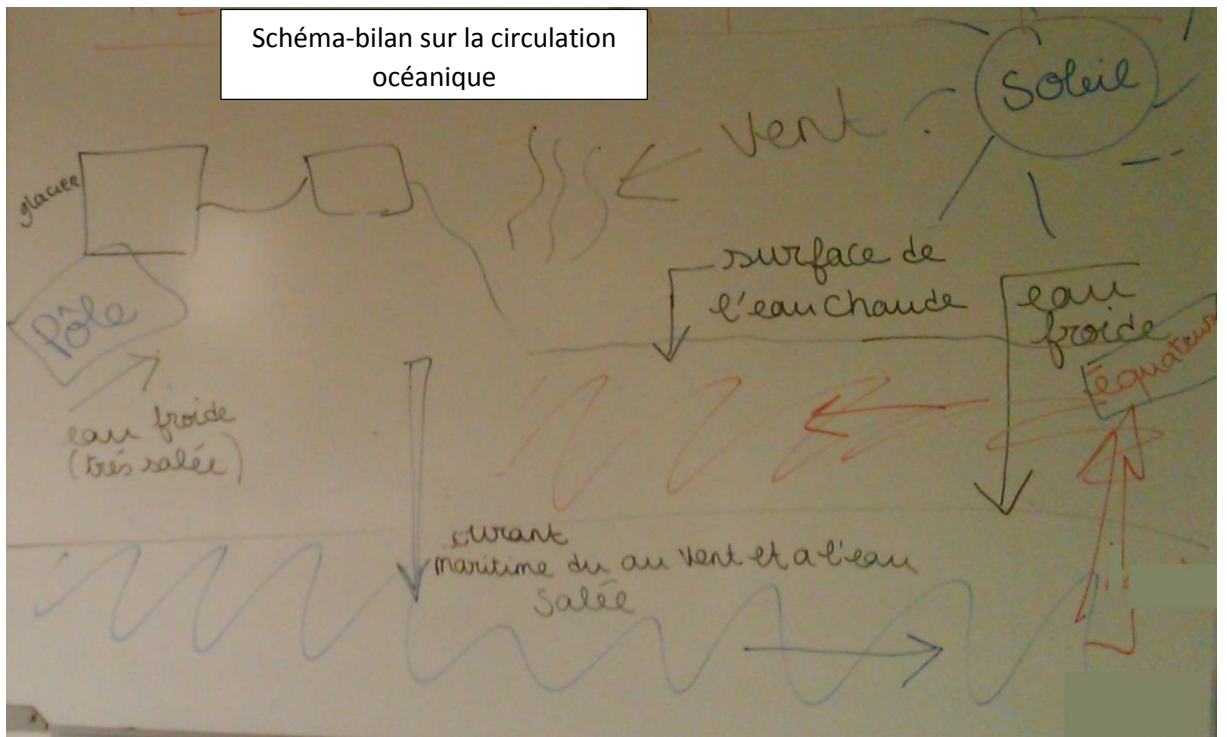 Schéma-bilan sur la circulation
océanique
Soleil
Vent
glacier
Pôle
surface de
l'eau chaude
eau
froide
équateur
eau froide
(très salée)
curant
maritime du au vent et a l'eau
Salée